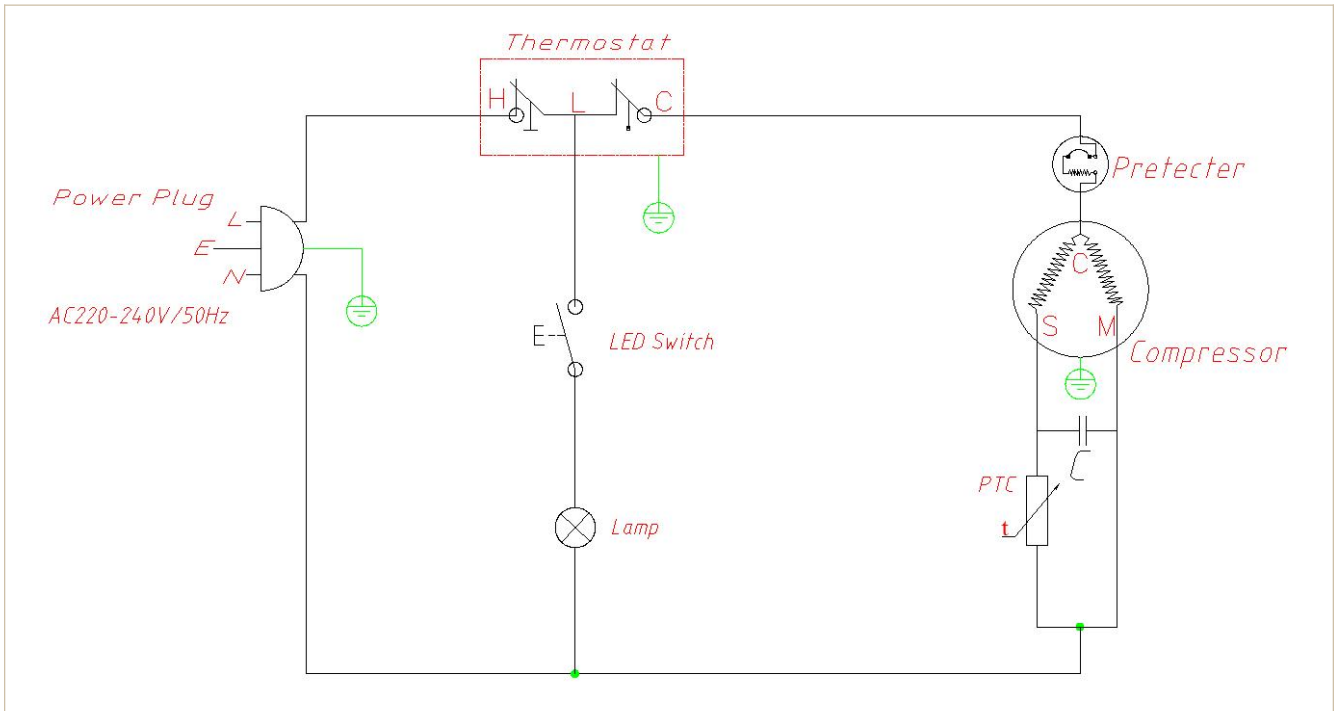 Thermostat
H L C
Pretecter
Power Plug
L
E
N
AC220-240V/50Hz
C
S M
Compressor
E
LED Switch
C
PTC
t
Lamp